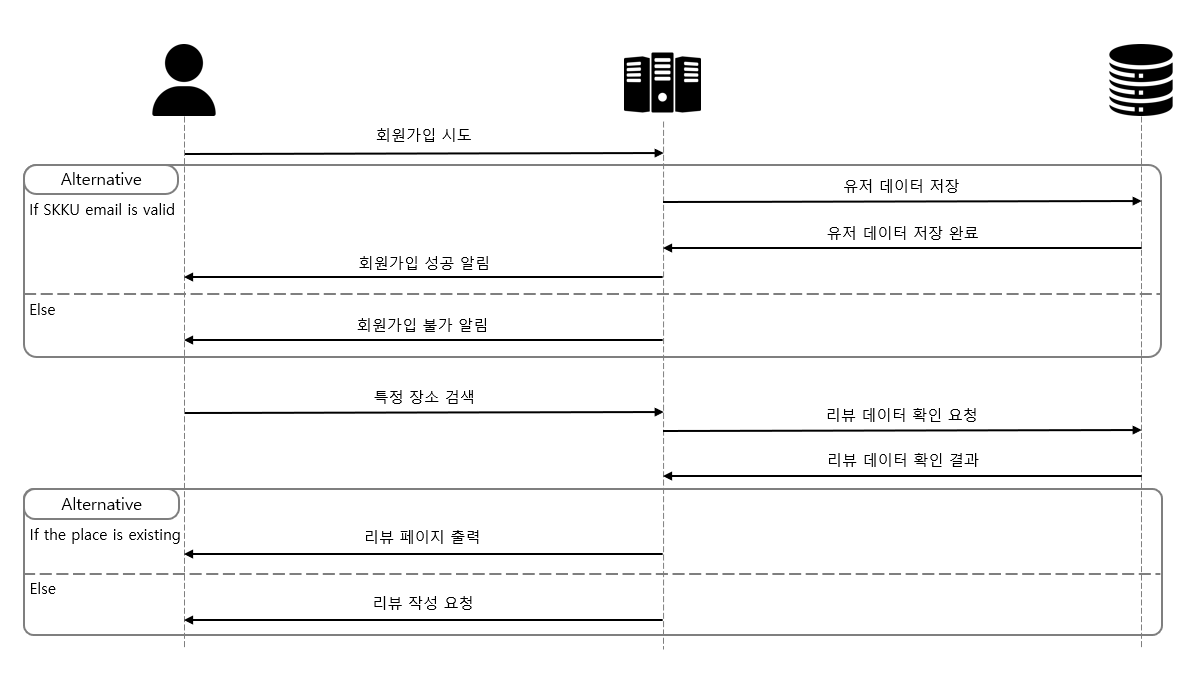 회원가입 시도
Alternative
유저 데이터 저장
If SKKU email is valid
유저 데이터 저장 완료
회원가입 성공 알림
Else
회원가입 불가 알림
특정 장소 검색
리뷰 데이터 확인 요청
리뷰 데이터 확인 결과
Alternative
If the place is existing
리뷰 페이지 출력
Else
리뷰 작성 요청